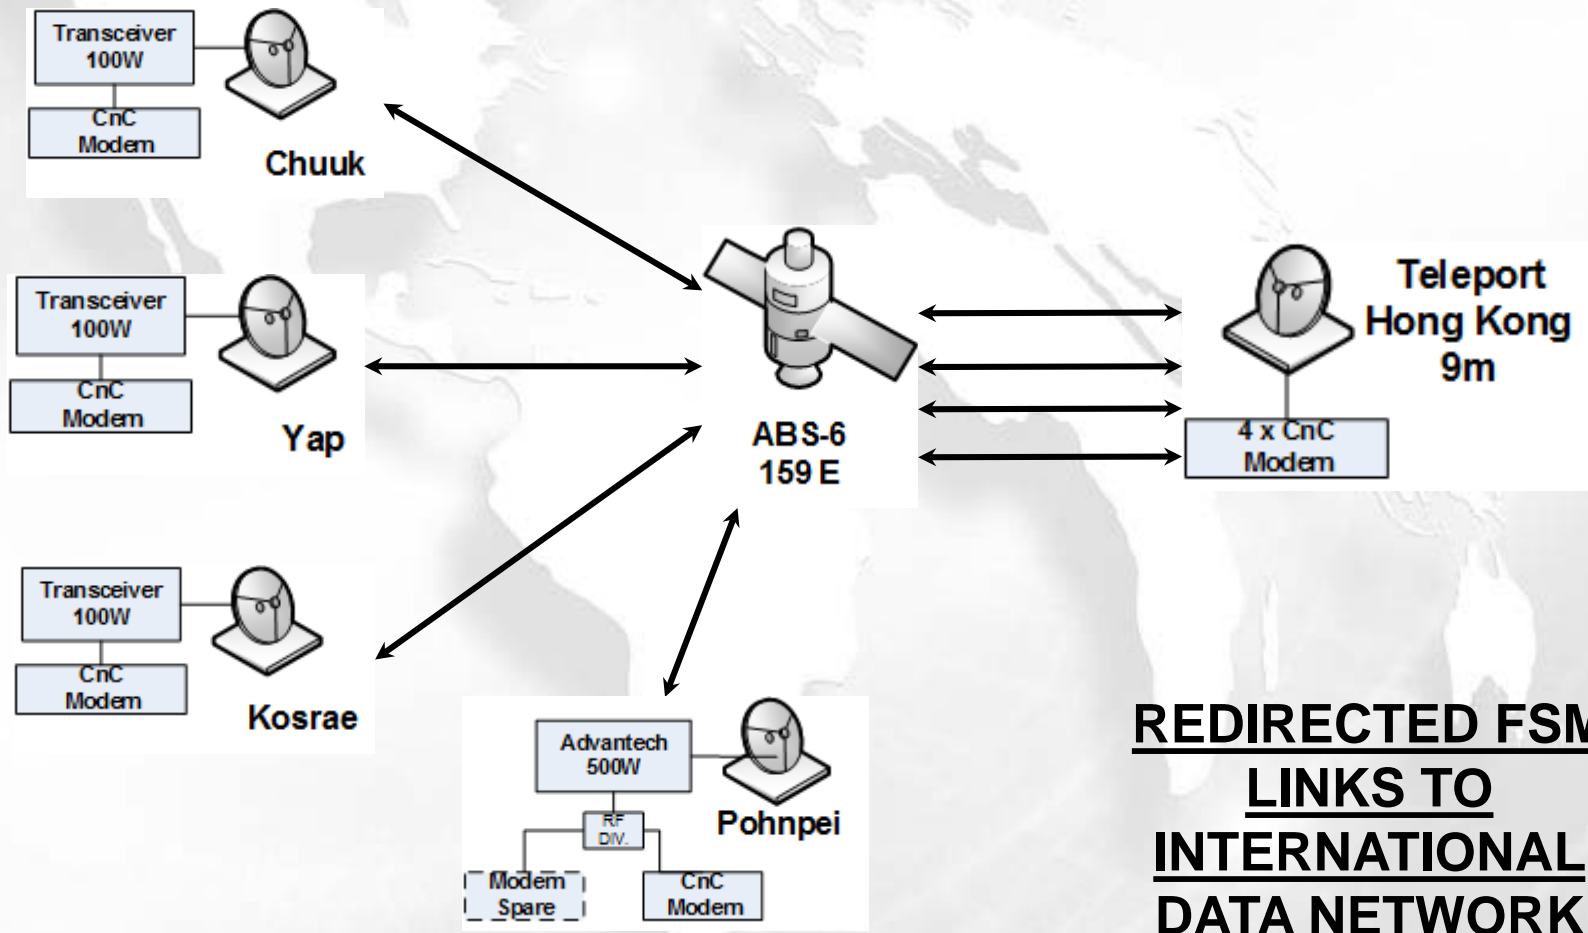 Transceiver
100W
CnC
Modem
Chuuk
Transceiver
100W
CnC
Modem
Yap
Transceiver
100W
CnC
Modem
Kosrae
Advantech
500W
RF
DIV.
Modem
Spare
CnC
Modem
Pohnpei
ABS-6
159 E
Teleport
Hong Kong
9m
4 x CnC
Modem
REDIRECTED FSM
LINKS TO
INTERNATIONAL
DATA NETWORK